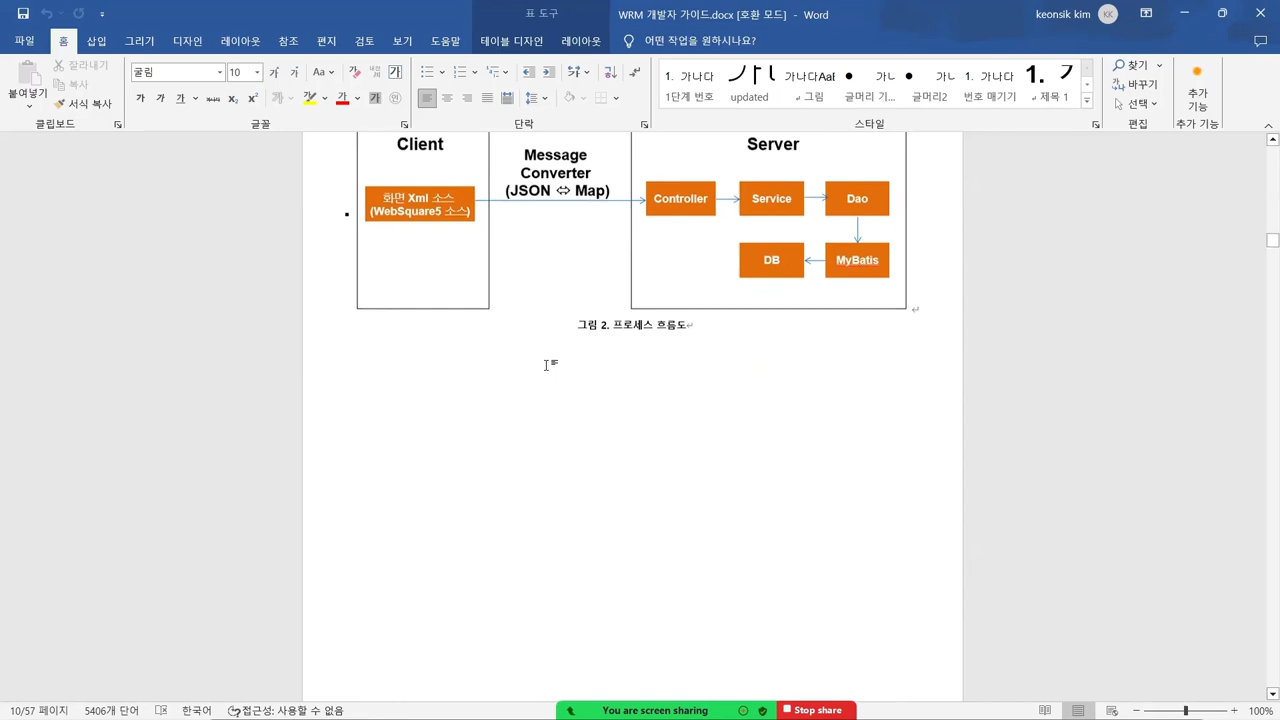 표 도구
WRM 개발자 가이드.docx [호환 모드] - Word
keonsik kim
KK
파일
홈
삽입
그리기
디자인
레이아웃
참조
편지
검토
보기
도움말
테이블 디자인
레이아웃
어떤 작업을 원하시나요?
붙여넣기
잘라내기
복사
서식 복사
클립보드
굴림
10
글꼴
단락
1. 가나다
1단계 번호
updated
가나다AaB
그림
가나
글머리 기...
가나
글머리2
1. 가나다
번호 매기기
1.
제목 1
스타일
찾기
바꾸기
선택
편집
추가
기능
추가 기능
Client
Message
Converter
(JSON ⇔ Map)
Server
화면 Xml 소스
(WebSquare5 소스)
Controller
Service
Dao
DB
MyBatis
그림 2. 프로세스 흐름도
10/57 페이지
5406개 단어
한국어
접근성: 사용할 수 없음
You are screen sharing
Stop share
100%